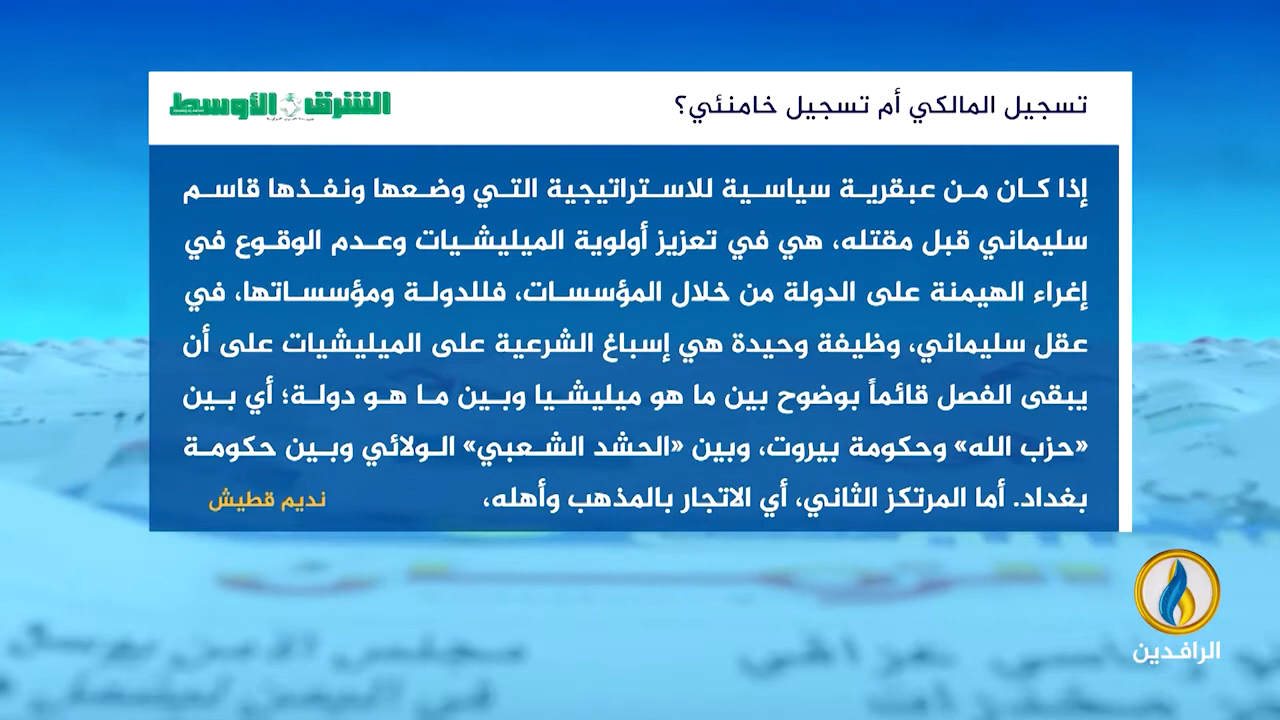 الشرق الأوسط
تسجيل المالكي أم تسجيل خامنئي؟
إذا كان من عبقرية سياسية للاستراتيجية التي وضعها ونفذها قاسم
سليماني قبل مقتله، هي في تعزيز أولوية الميليشيات وعدم الوقوع في
إغراء الهيمنة على الدولة من خلال المؤسسات، فللدولة ومؤسساتها، في
عقل سليماني، وظيفة وحيدة هي إسباغ الشرعية على الميليشيات على أن
يبقى الفصل قائماً بوضوح بين ما هو ميليشيا وبين ما هو دولة؛ أي بين
«حزب الله» وحكومة بيروت، وبين «الحشد الشعبي» الولائي وبين حكومة
بغداد. أما المرتكز الثاني، أي الاتجار بالمذهب وأهله،
نديم قطيش
الرافدين
مجلس الأمن
في اليمن